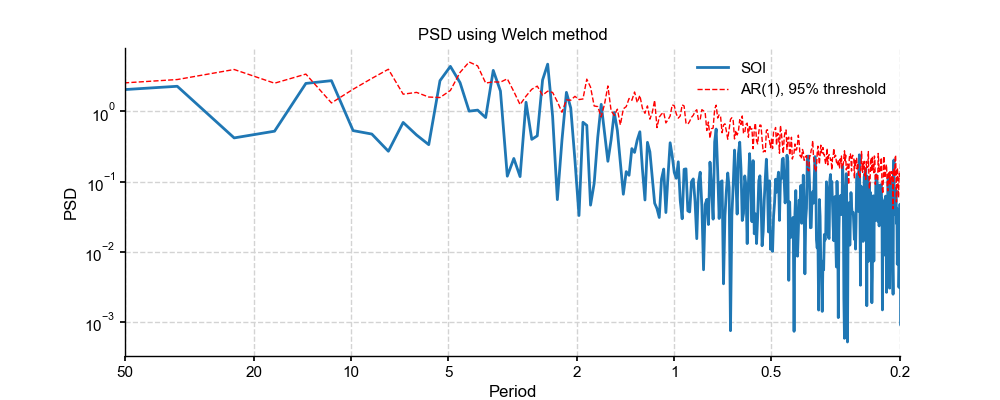 PSD using Welch method
SOI
AR(1), 95% threshold
PSD
10^0
10^−1
10^−2
10^−3
50 20 10 5 2 1 0.5 0.2
Period